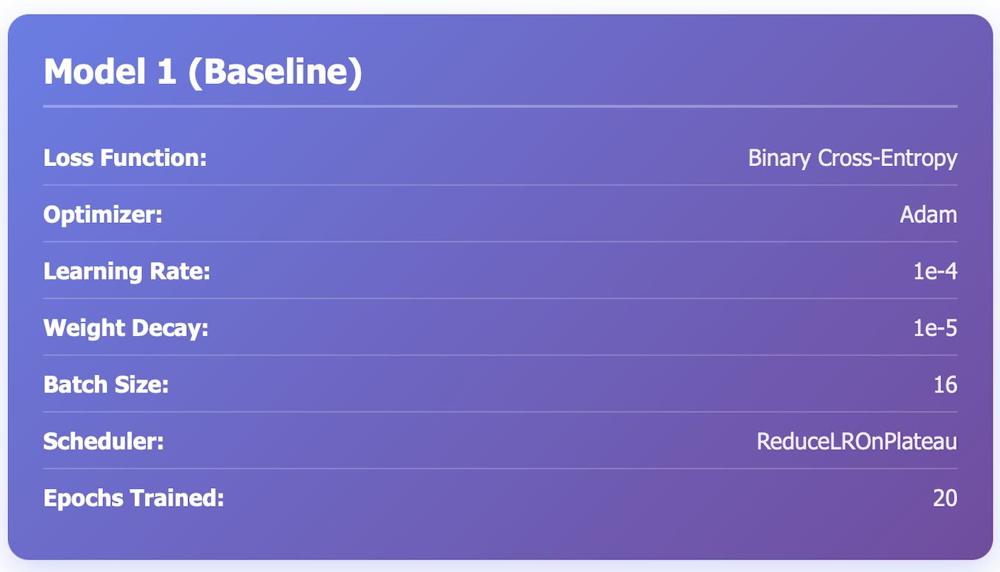 Model 1 (Baseline)
Loss Function: Binary Cross-Entropy
Optimizer: Adam
Learning Rate: 1e-4
Weight Decay: 1e-5
Batch Size: 16
Scheduler: ReduceLROnPlateau
Epochs Trained: 20